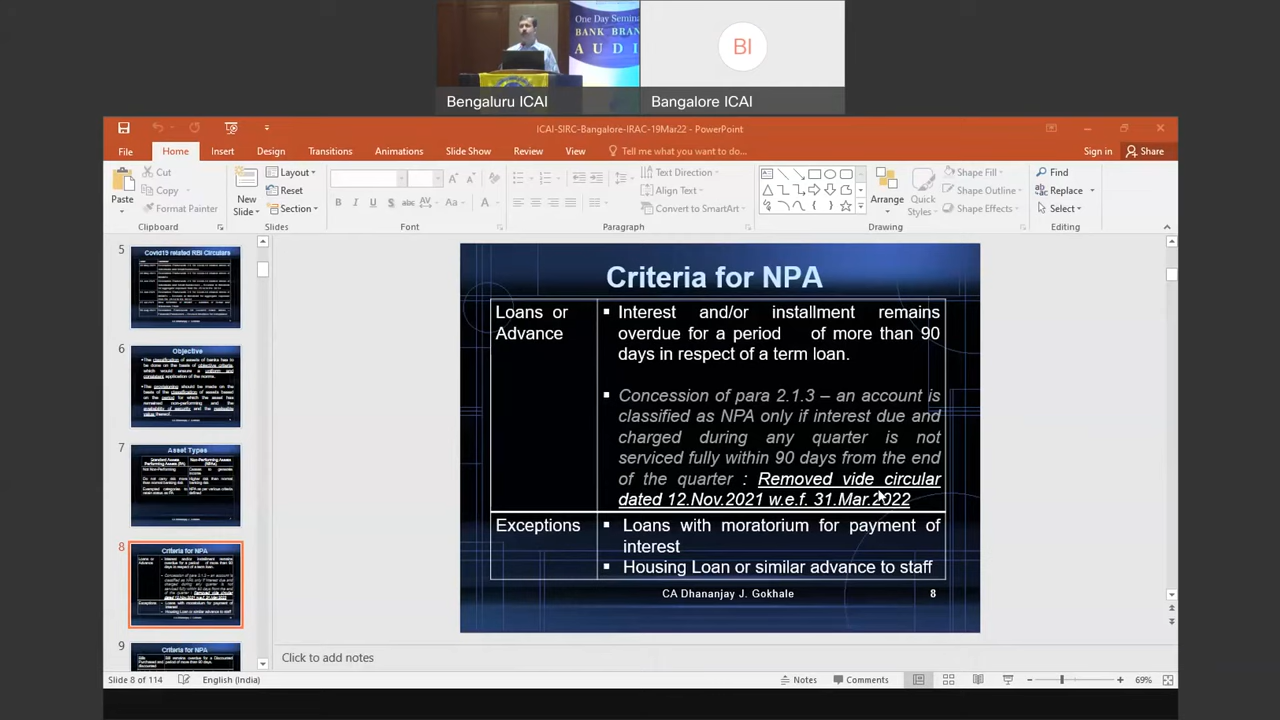 One Day Semina
BANK BRAN
AUDI
BI
Bengaluru ICAI
Bangalore ICAI
ICAI-SIRC-Bangalore-IRAC-19Mar22 - PowerPoint
File
Home
Insert
Design
Transitions
Animations
Slide Show
Review
View
Tell me what you want to do...
Sign in
Share
Paste
Cut
Copy
Format Painter
Clipboard
New
Slide
Layout
Reset
Section
Slides
Font
Text Direction
Align Text
Convert to SmartArt
Paragraph
Arrange
Quick
Styles
Shape Fill
Shape Outline
Shape Effects
Drawing
Find
Replace
Select
Editing
5
Covid19 related RBI Circulars
6
Objective
7
Asset Types
8
Criteria for NPA
9
Criteria for NPA
Criteria for NPA
Loans or
Advance
▪ Interest and/or installment remains
overdue for a period of more than 90
days in respect of a term loan.
▪ Concession of para 2.1.3 – an account is
classified as NPA only if interest due and
charged during any quarter is not
serviced fully within 90 days from the end
of the quarter : Removed vide circular
dated 12.Nov.2021 w.e.f. 31.Mar.2022
Exceptions
▪ Loans with moratorium for payment of
interest
▪ Housing Loan or similar advance to staff
CA Dhananjay J. Gokhale
8
Click to add notes
Slide 8 of 114
English (India)
Notes
Comments
69%